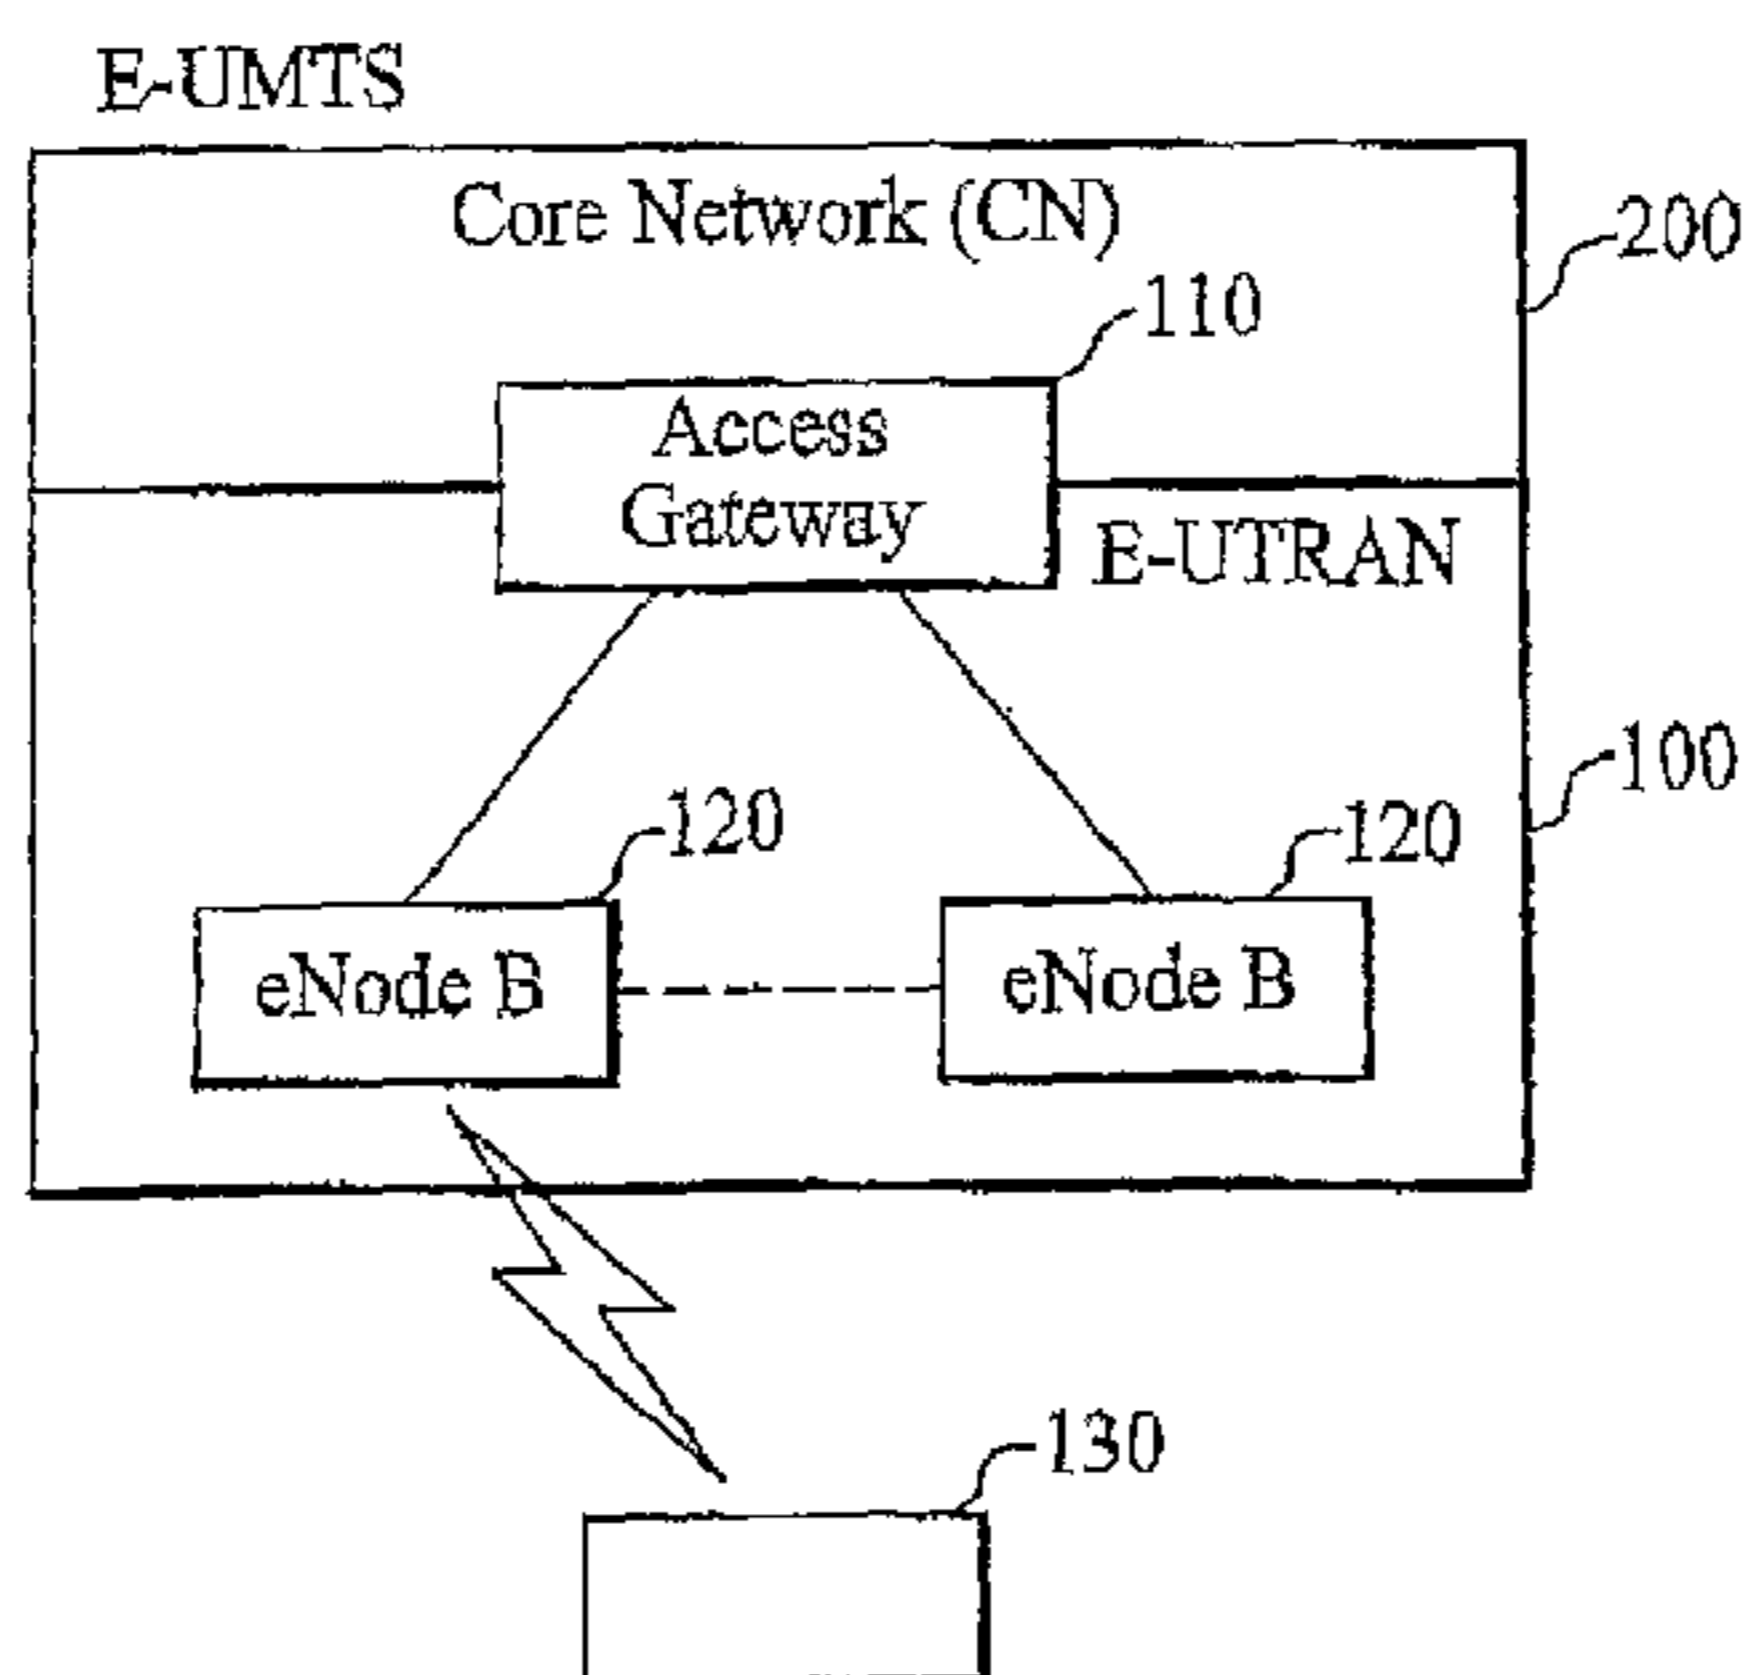 E-UMTS
Core Network (CN)
200
110
Access
Gateway
E-UTRAN
100
120
120
eNode B
eNode B
130